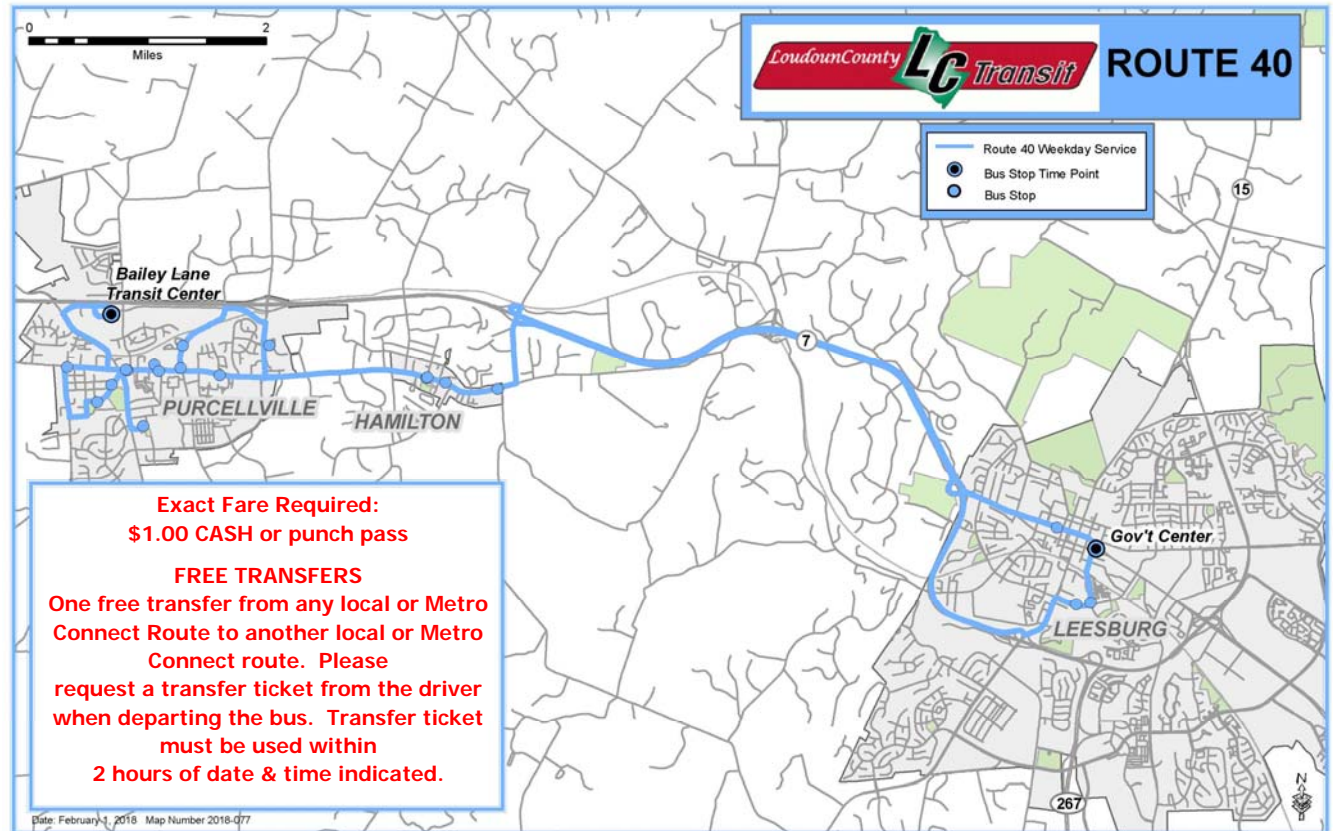 0 2
Miles
LoudounCounty LC Transit
ROUTE 40
Route 40 Weekday Service
Bus Stop Time Point
Bus Stop
15
Bailey Lane
Transit Center
7
PURCELLVILLE
HAMILTON
Exact Fare Required:
$1.00 CASH or punch pass
FREE TRANSFERS
One free transfer from any local or Metro
Connect Route to another local or Metro
Connect route. Please
request a transfer ticket from the driver
when departing the bus. Transfer ticket
must be used within
2 hours of date & time indicated.
Gov't Center
LEESBURG
267
N
Date: February 1, 2018 Map Number 2018-077